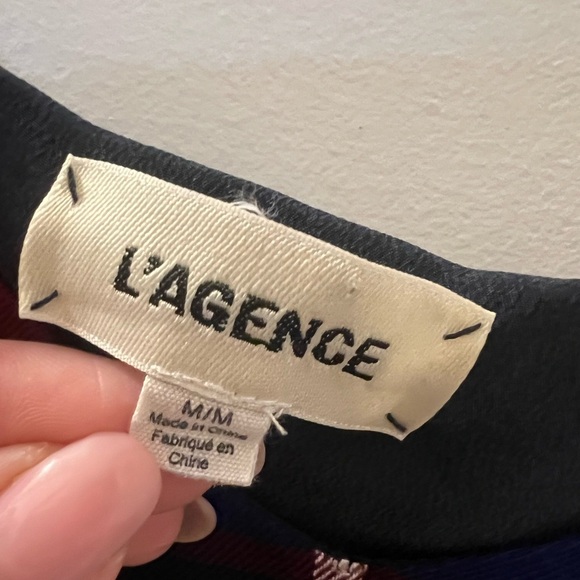 L'AGENCE
M/M
Made in China
Fabriqué en
Chine